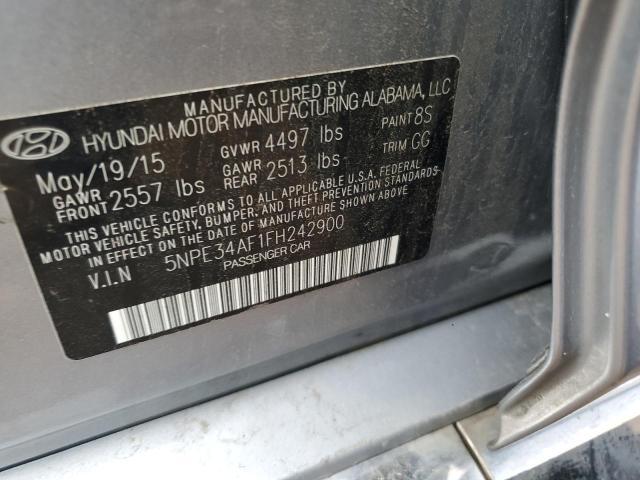 MANUFACTURED BY
HYUNDAI MOTOR MANUFACTURING ALABAMA, LLC
May/19/15 GVWR 4497 lbs PAINT 8S
GAWR FRONT 2557 lbs GAWR REAR 2513 lbs TRIM GG
THIS VEHICLE CONFORMS TO ALL APPLICABLE U.S.A. FEDERAL
MOTOR VEHICLE SAFETY, BUMPER, AND THEFT PREVENTION STANDARDS
IN EFFECT ON THE DATE OF MANUFACTURE SHOWN ABOVE.
V.I.N 5NPE34AF1FH242900
PASSENGER CAR